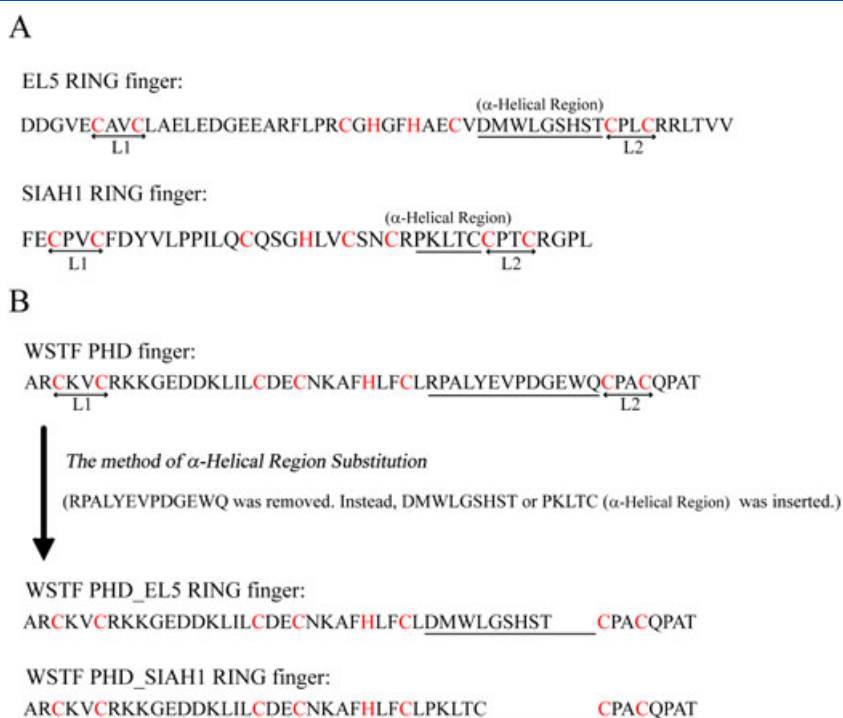 A
EL5 RING finger:
(α-Helical Region)
DDGVECAVCLAELEDGEEARFLPRCGHGFHAECVDMWLGSHSTCPLCRRLTVV
L1 L2
SIAH1 RING finger:
(α-Helical Region)
FECPVCFDYVLPPILQCQSGHLVCSNCRPKLTCCPTCRGPL
L1 L2
B
WSTF PHD finger:
ARCKVCRKKGEDDKLILCDECNKAFHLFCLRPALYEVPDGEWQCPACQPAT
L1 L2
The method of α-Helical Region Substitution
(RPALYEVPDGEWQ was removed. Instead, DMWLGSHST or PKLTC (α-Helical Region) was inserted.)
WSTF PHD_EL5 RING finger:
ARCKVCRKKGEDDKLILCDECNKAFHLFCLDMWLGSHST CPACQPAT
WSTF PHD_SIAH1 RING finger:
ARCKVCRKKGEDDKLILCDECNKAFHLFCLPKLTC CPACQPAT